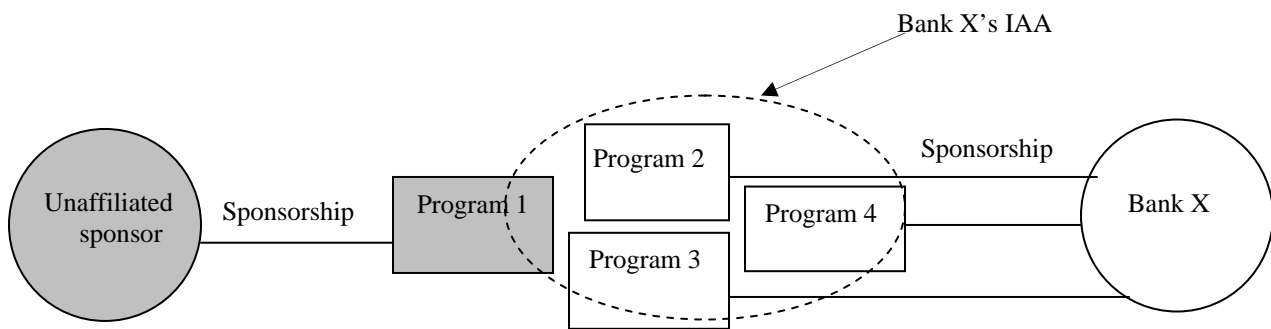 Bank X’s IAA
Program 2
Sponsorship
Unaffiliated
sponsor
Sponsorship
Program 1
Program 4
Bank X
Program 3